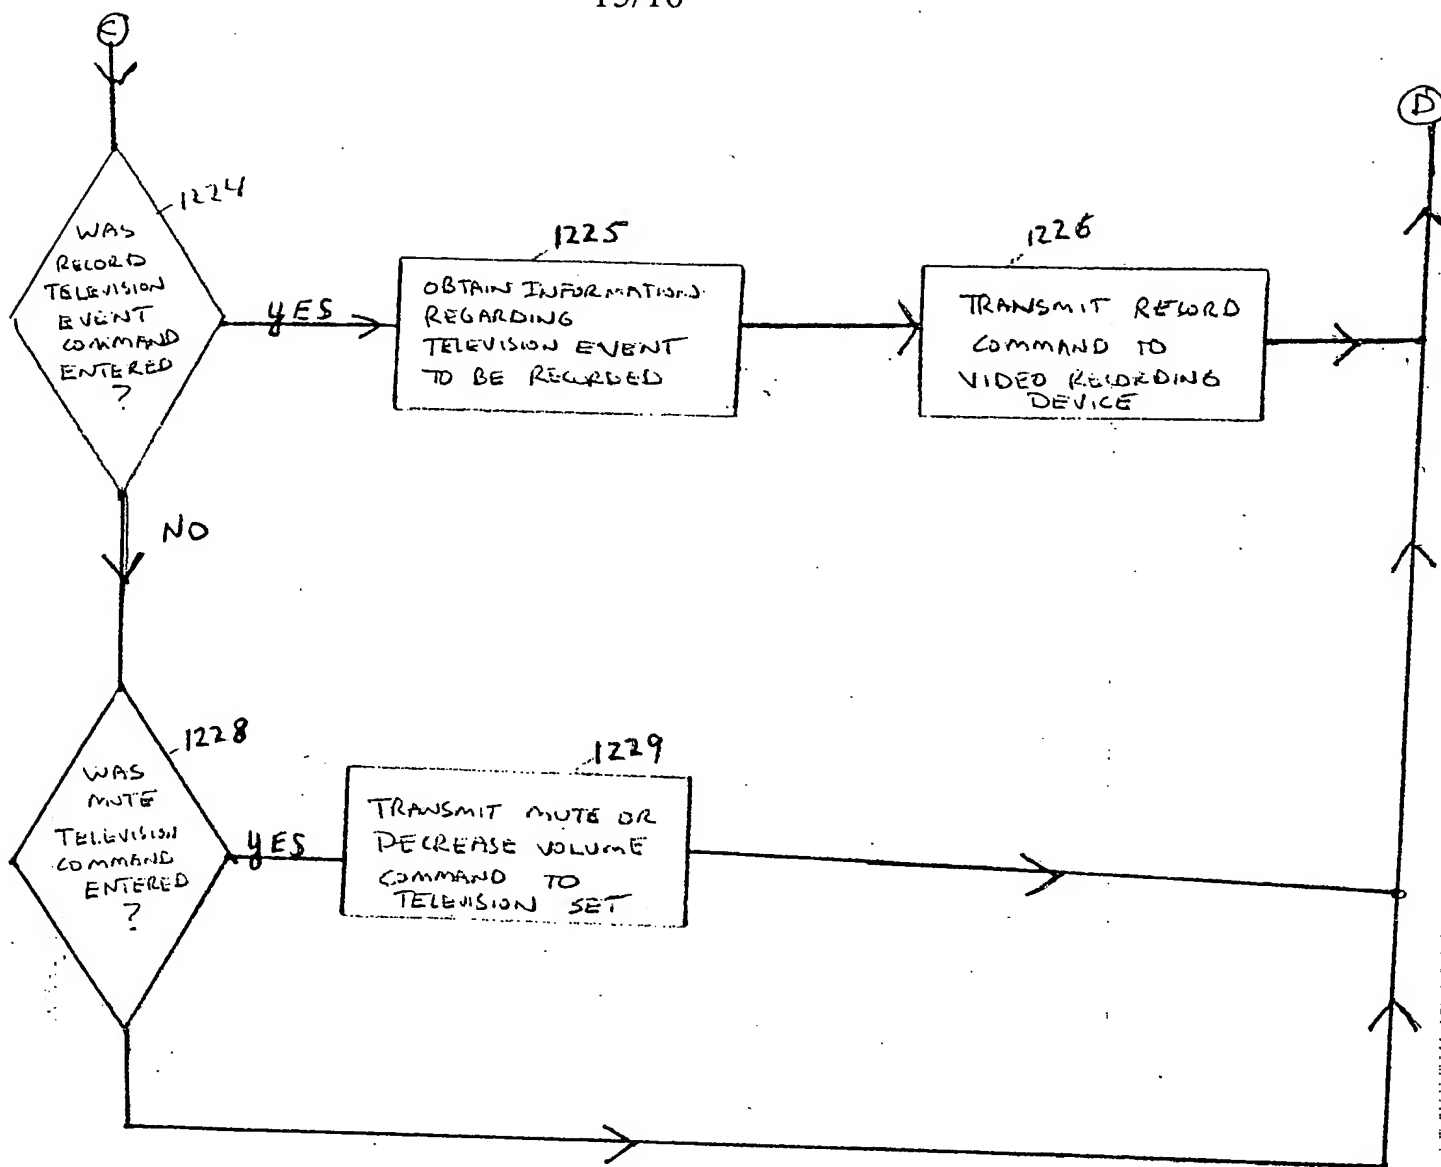 C
D
1224
WAS
RECORD
TELEVISION
EVENT
COMMAND
ENTERED
?
YES
1225
OBTAIN INFORMATION
REGARDING
TELEVISION EVENT
TO BE RECORDED
1226
TRANSMIT RECORD
COMMAND TO
VIDEO RECORDING
DEVICE
NO
1228
WAS
MUTE
TELEVISION
COMMAND
ENTERED
?
YES
1229
TRANSMIT MUTE OR
DECREASE VOLUME
COMMAND TO
TELEVISION SET